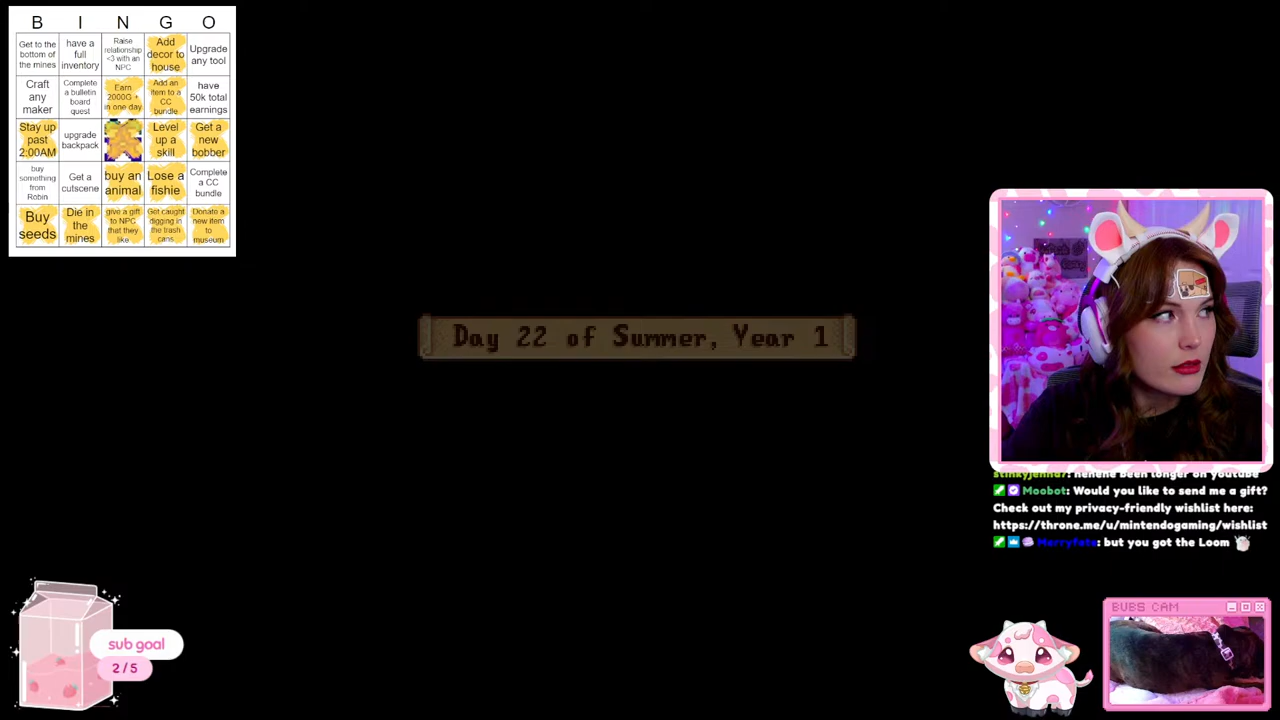 B I N G O
Get to the bottom of the mines
have a full inventory
Raise relationship <3 with an NPC
Add decor to house
Upgrade any tool
Craft any maker
Complete a bulletin board quest
Earn 2000G + in one day
Add an item to a CC bundle
have 50k total earnings
Stay up past 2:00AM
upgrade backpack
Level up a skill
Get a new bobber
buy something from Robin
Get a cutscene
buy an animal
Lose a fishie
Complete a CC bundle
Buy seeds
Die in the mines
give a gift to NPC that they like
Get caught digging in the trash cans
Donate a new item to museum
Day 22 of Summer, Year 1
stinkyjenna7: hehehe Been longer on youtube
Moobot: Would you like to send me a gift?
Check out my privacy-friendly wishlist here:
https://throne.me/u/mintendogaming/wishlist
: but you got the Loom
sub goal
2 / 5
BUBS CAM